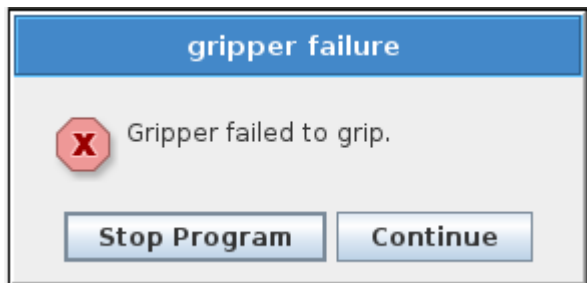 gripper failure
X
Gripper failed to grip.
Stop Program
Continue